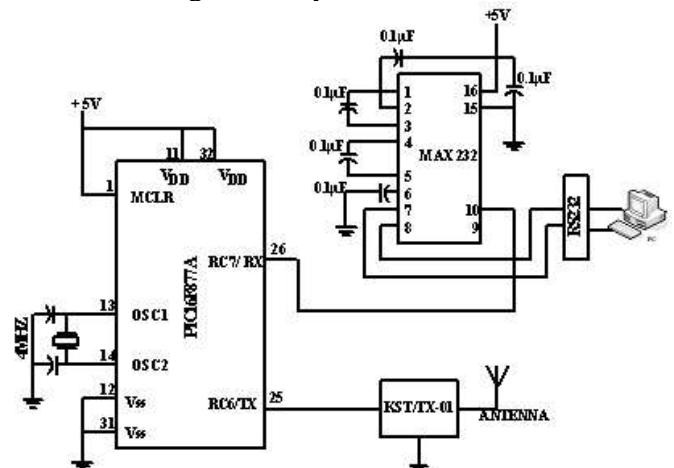 +5V
0.1µF
0.1µF
0.1µF
0.1µF
0.1µF
1
2
3
4
5
6
7
8
16
15
10
9
MAX 232
RS232
PC
+5V
11
32
VDD
VDD
1
MCLR
RC7/ RX
26
PIC16F877A
4MHZ
13
OSC1
14
OSC2
12
Vss
31
Vss
RC6/TX
25
KST/TX-01
ANTENNA